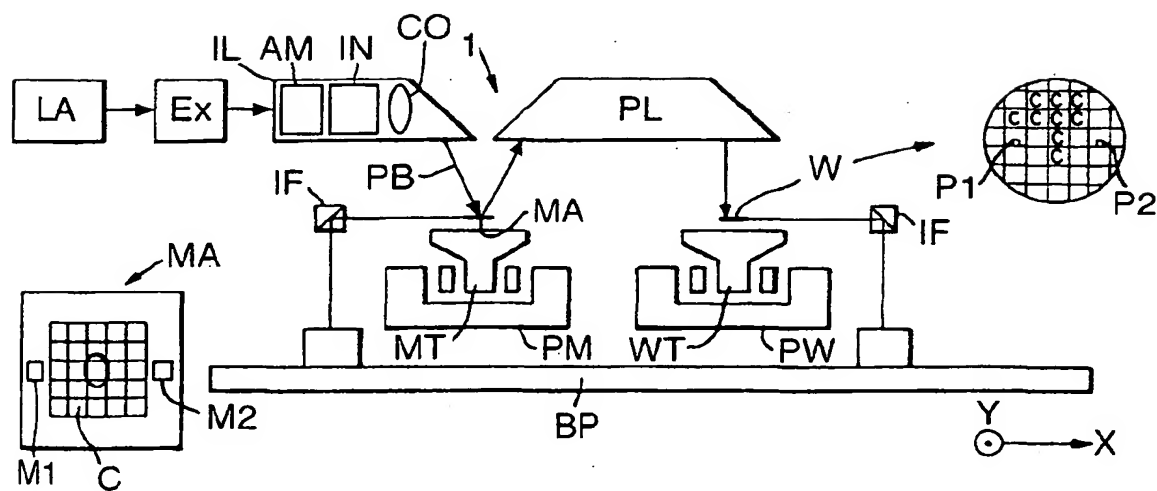 IL AM IN CO 1
LA Ex PL
PB W
P1 P2
IF MA IF
C C C
C C C C
C
C
MA
MT PM WT PW
M1 C M2
BP
Y
X